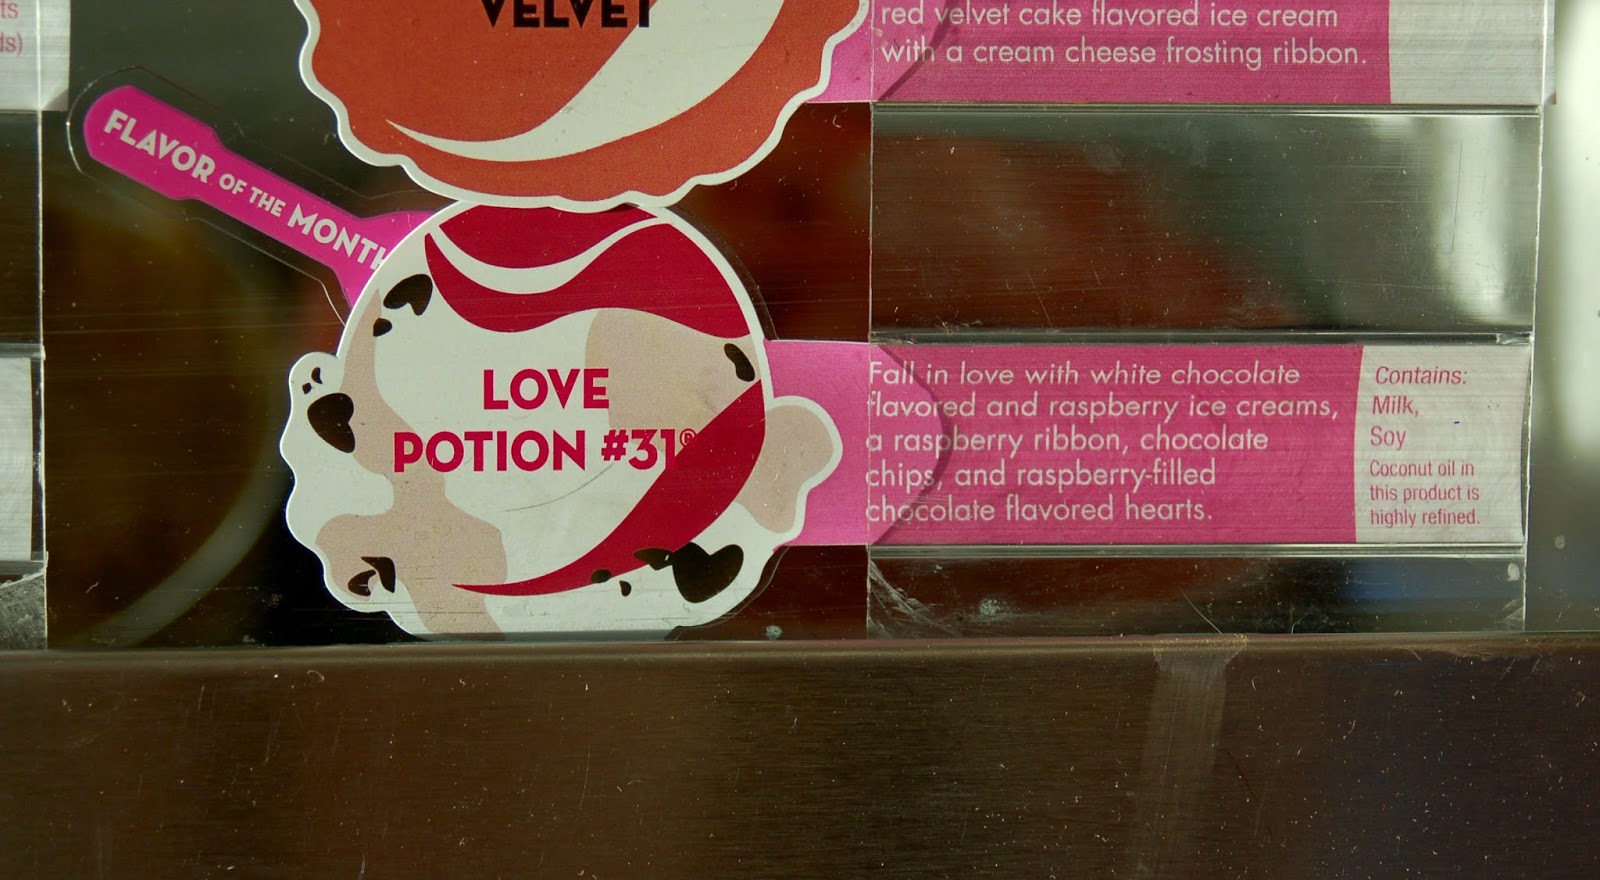 ts
ds)
VELVET
red velvet cake flavored ice cream
with a cream cheese frosting ribbon.
FLAVOR OF THE MONTH
LOVE
POTION #31®
Fall in love with white chocolate
flavored and raspberry ice creams,
a raspberry ribbon, chocolate
chips, and raspberry-filled
chocolate flavored hearts.
Contains:
Milk,
Soy
Coconut oil in
this product is
highly refined.